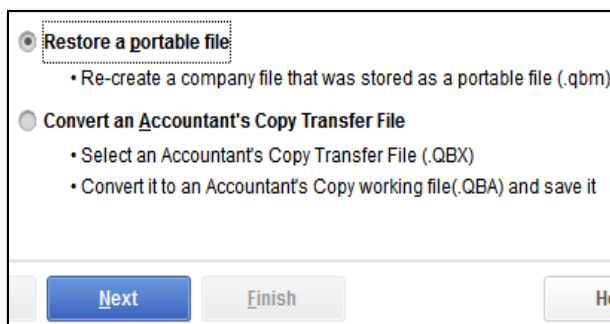 Restore a portable file
• Re-create a company file that was stored as a portable file (.qbm)
Convert an Accountant's Copy Transfer File
• Select an Accountant's Copy Transfer File (.QBX)
• Convert it to an Accountant's Copy working file(.QBA) and save it
Next Finish